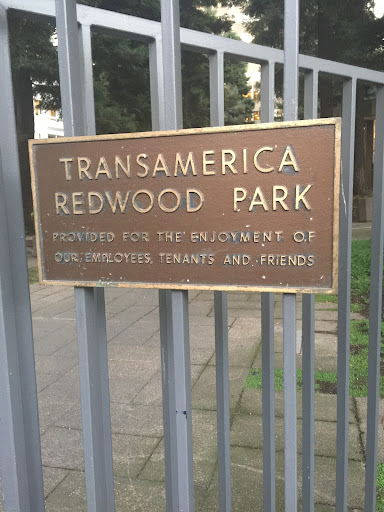 TRANSAMERICA
REDWOOD PARK
PROVIDED FOR THE ENJOYMENT OF
OUR EMPLOYEES, TENANTS AND FRIENDS